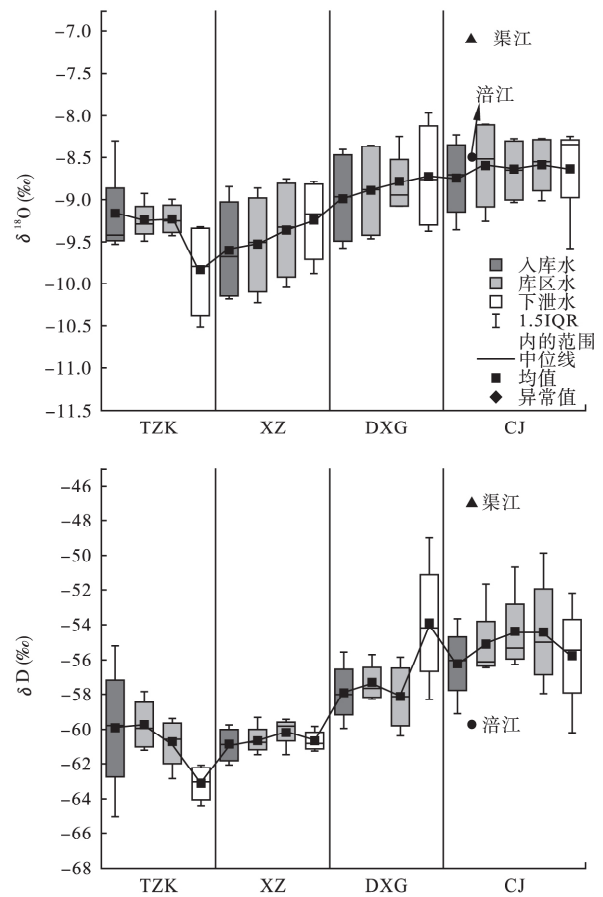 −7.0
−7.5
−8.0
−8.5
−9.0
−9.5
−10.0
−10.5
−11.0
−11.5
δ ¹⁸O (‰)
渠江
涪江
入库水
库区水
下泄水
1.5IQR
内的范围
中位线
均值
异常值
TZK XZ DXG CJ
−46
−48
−50
−52
−54
−56
−58
−60
−62
−64
−66
−68
δ D (‰)
渠江
涪江
TZK XZ DXG CJ